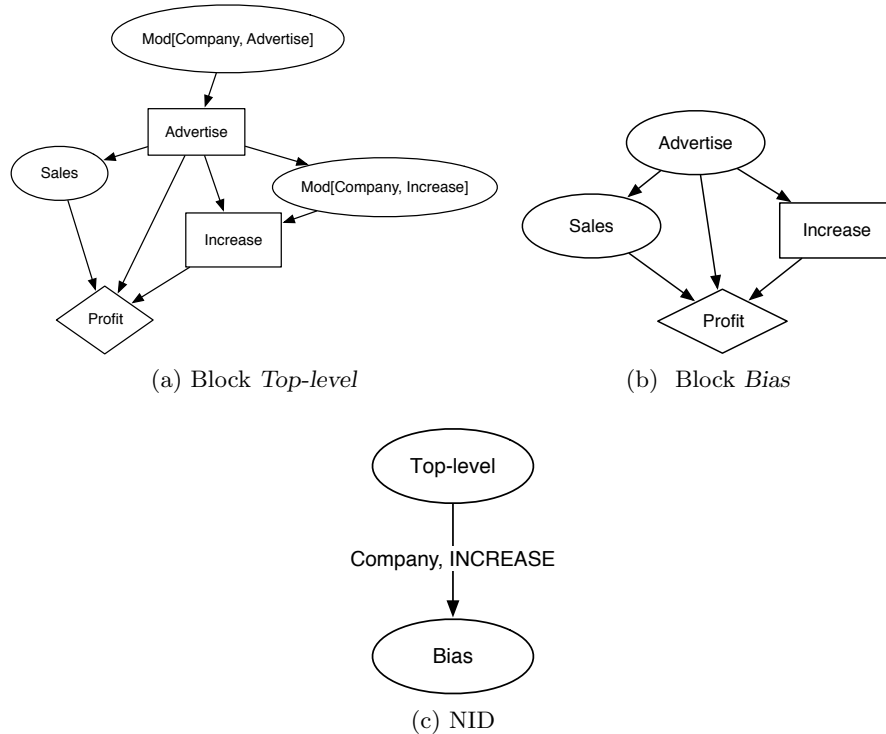 Mod[Company, Advertise]
Advertise
Sales
Mod[Company, Increase]
Increase
Profit
(a) Block Top-level
Advertise
Sales
Increase
Profit
(b) Block Bias
Top-level
Company, INCREASE
Bias
(c) NID